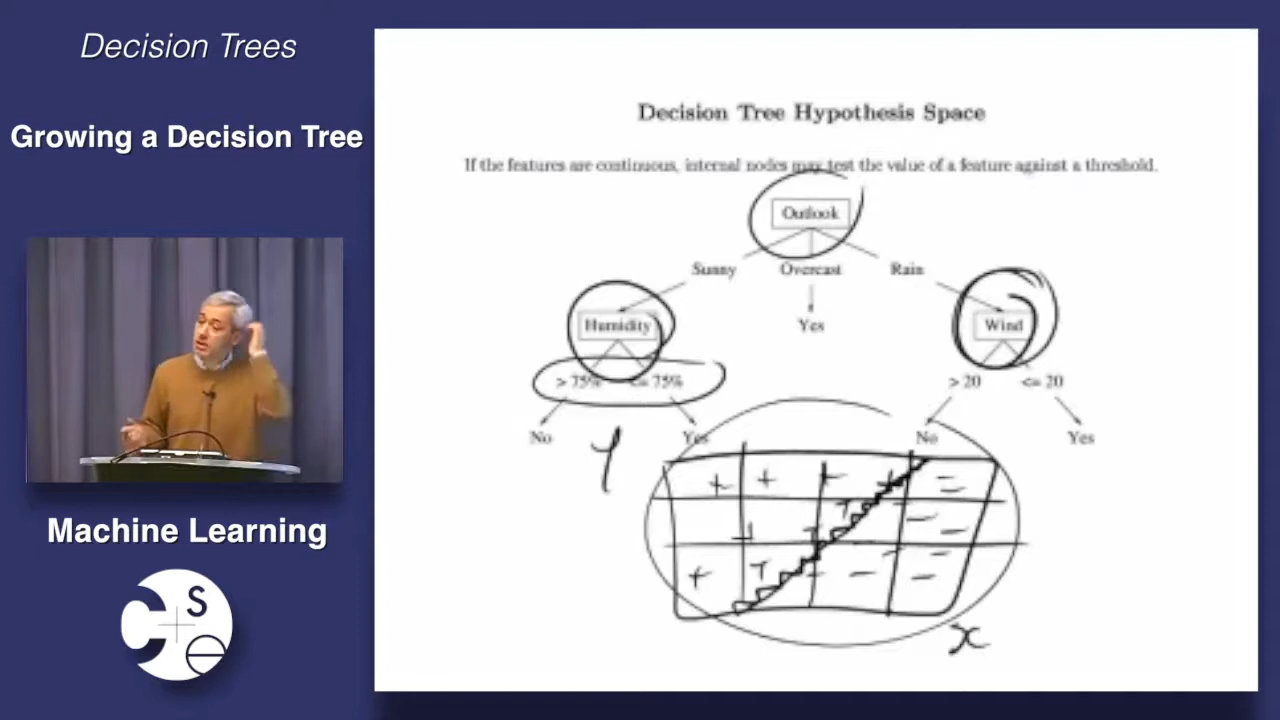 Decision Trees
Growing a Decision Tree
Machine Learning
C + S e
Decision Tree Hypothesis Space
If the features are continuous, internal nodes may test the value of a feature against a threshold.
Outlook
Sunny Overcast Rain
Humidity Yes Wind
> 75% <= 75% > 20 <= 20
No Yes No Yes
y
x